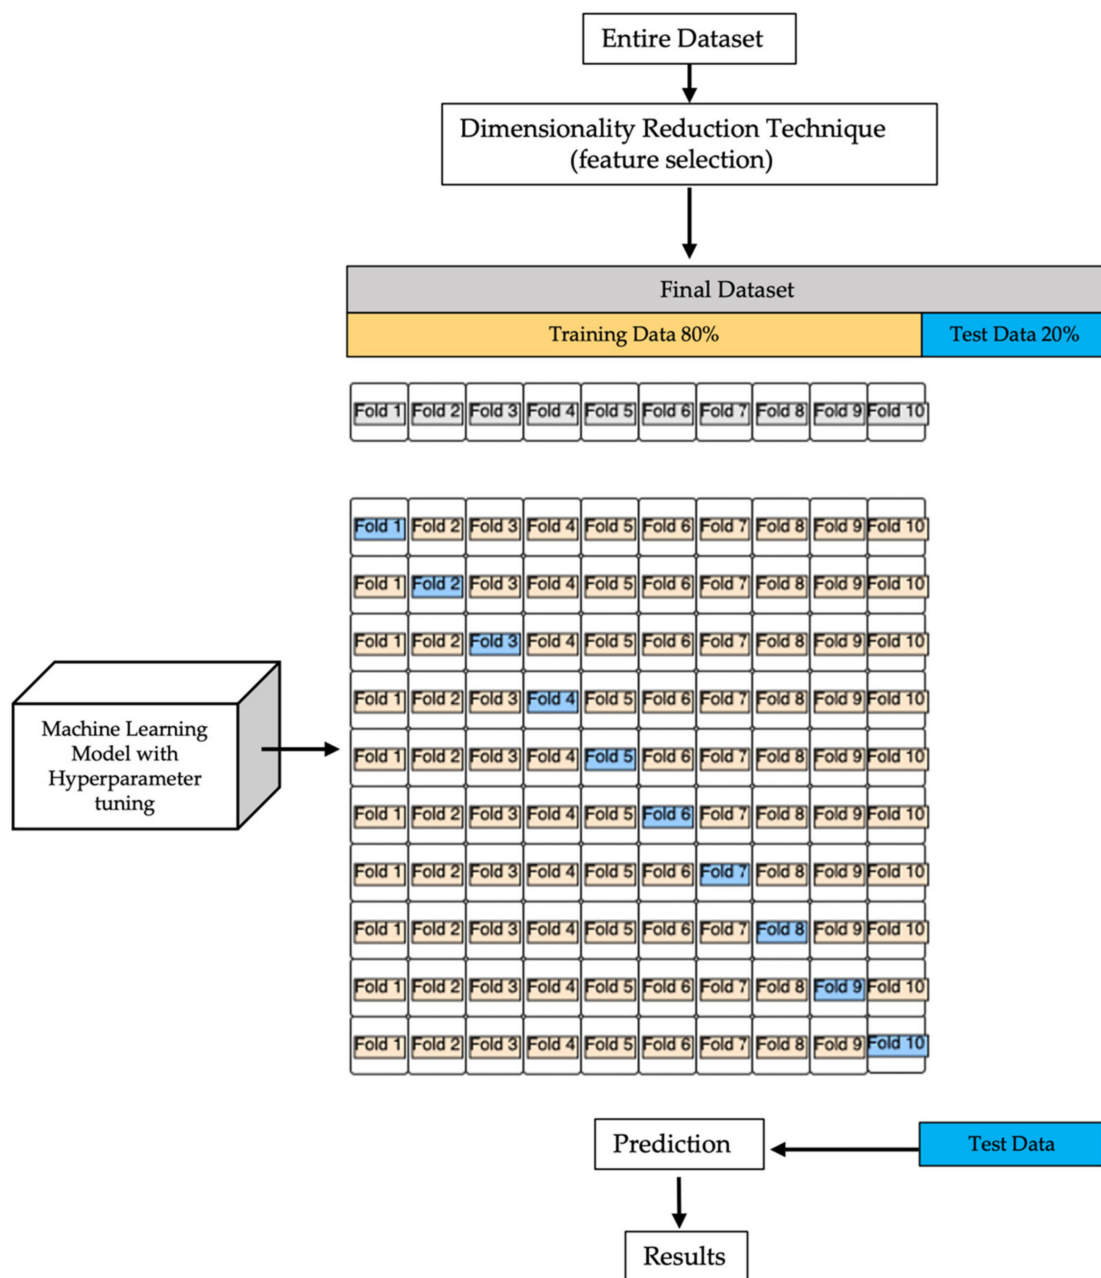 Entire Dataset
Dimensionality Reduction Technique
(feature selection)
Final Dataset
Training Data 80% Test Data 20%
Fold 1 Fold 2 Fold 3 Fold 4 Fold 5 Fold 6 Fold 7 Fold 8 Fold 9 Fold 10
Fold 1 Fold 2 Fold 3 Fold 4 Fold 5 Fold 6 Fold 7 Fold 8 Fold 9 Fold 10
Fold 1 Fold 2 Fold 3 Fold 4 Fold 5 Fold 6 Fold 7 Fold 8 Fold 9 Fold 10
Fold 1 Fold 2 Fold 3 Fold 4 Fold 5 Fold 6 Fold 7 Fold 8 Fold 9 Fold 10
Fold 1 Fold 2 Fold 3 Fold 4 Fold 5 Fold 6 Fold 7 Fold 8 Fold 9 Fold 10
Fold 1 Fold 2 Fold 3 Fold 4 Fold 5 Fold 6 Fold 7 Fold 8 Fold 9 Fold 10
Fold 1 Fold 2 Fold 3 Fold 4 Fold 5 Fold 6 Fold 7 Fold 8 Fold 9 Fold 10
Fold 1 Fold 2 Fold 3 Fold 4 Fold 5 Fold 6 Fold 7 Fold 8 Fold 9 Fold 10
Fold 1 Fold 2 Fold 3 Fold 4 Fold 5 Fold 6 Fold 7 Fold 8 Fold 9 Fold 10
Fold 1 Fold 2 Fold 3 Fold 4 Fold 5 Fold 6 Fold 7 Fold 8 Fold 9 Fold 10
Fold 1 Fold 2 Fold 3 Fold 4 Fold 5 Fold 6 Fold 7 Fold 8 Fold 9 Fold 10
Machine Learning
Model with
Hyperparameter
tuning
Prediction
Test Data
Results